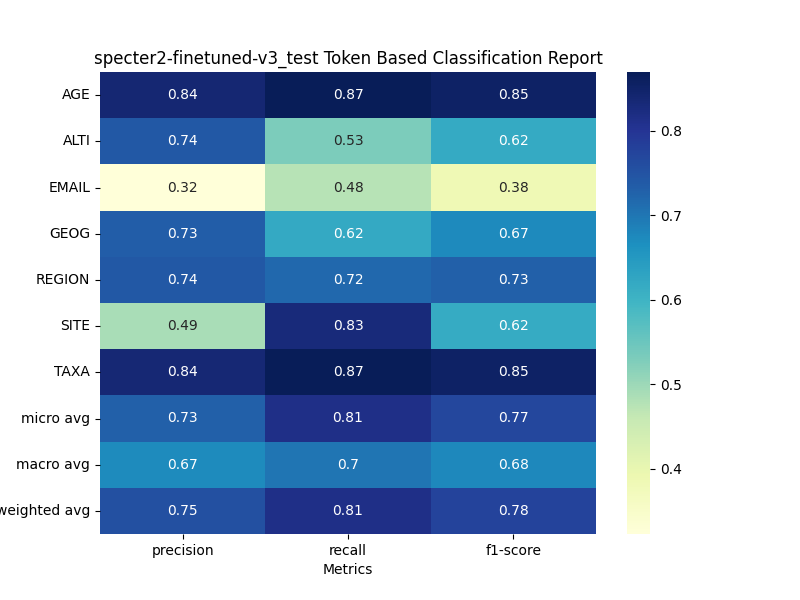 specter2-finetuned-v3_test Token Based Classification Report
AGE 0.84 0.87 0.85
0.8
ALTI 0.74 0.53 0.62
EMAIL 0.32 0.48 0.38
0.7
GEOG 0.73 0.62 0.67
REGION 0.74 0.72 0.73
0.6
SITE 0.49 0.83 0.62
TAXA 0.84 0.87 0.85
0.5
micro avg 0.73 0.81 0.77
macro avg 0.67 0.7 0.68
0.4
weighted avg 0.75 0.81 0.78
precision recall f1-score
Metrics